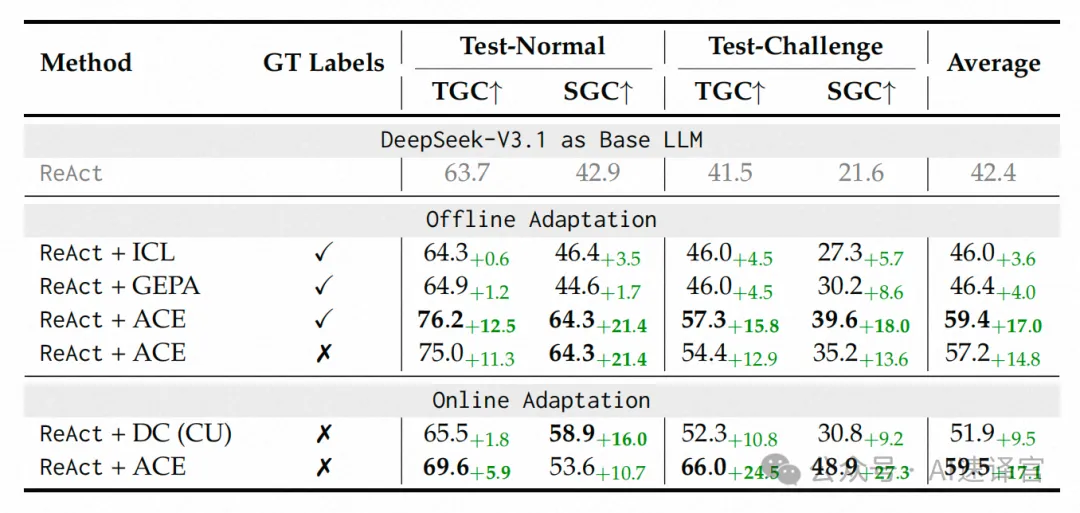 Method GT Labels Test-Normal Test-Challenge Average
TGC↑ SGC↑ TGC↑ SGC↑
DeepSeek-V3.1 as Base LLM
ReAct 63.7 42.9 41.5 21.6 42.4
Offline Adaptation
ReAct + ICL ✓ 64.3+0.6 46.4+3.5 46.0+4.5 27.3+5.7 46.0+3.6
ReAct + GEPA ✓ 64.9+1.2 44.6+1.7 46.0+4.5 30.2+8.6 46.4+4.0
ReAct + ACE ✓ 76.2+12.5 64.3+21.4 57.3+15.8 39.6+18.0 59.4+17.0
ReAct + ACE ✗ 75.0+11.3 64.3+21.4 54.4+12.9 35.2+13.6 57.2+14.8
Online Adaptation
ReAct + DC (CU) ✗ 65.5+1.8 58.9+16.0 52.3+10.8 30.8+9.2 51.9+9.5
ReAct + ACE ✗ 69.6+5.9 53.6+10.7 66.0+24.5 48.9+27.3 59.5+17.1
公众号 · AI速译官